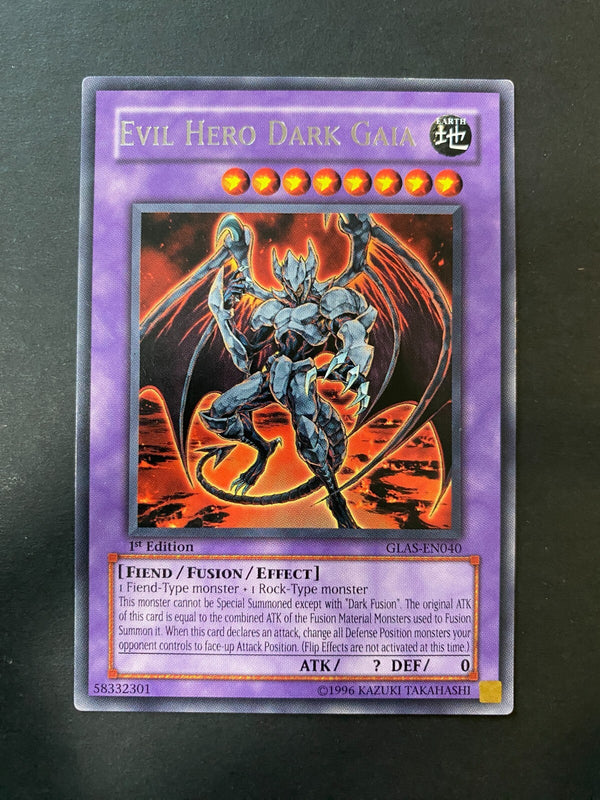 EVIL HERO DARK GAIA
EARTH
地
1st Edition
GLAS-EN040
[FIEND / FUSION / EFFECT]
1 Fiend-Type monster + 1 Rock-Type monster
This monster cannot be Special Summoned except with "Dark Fusion". The original ATK
of this card is equal to the combined ATK of the Fusion Material Monsters used to Fusion
Summon it. When this card declares an attack, change all Defense Position monsters your
opponent controls to face-up Attack Position. (Flip Effects are not activated at this time.)
ATK / ? DEF / 0
58332301
©1996 KAZUKI TAKAHASHI